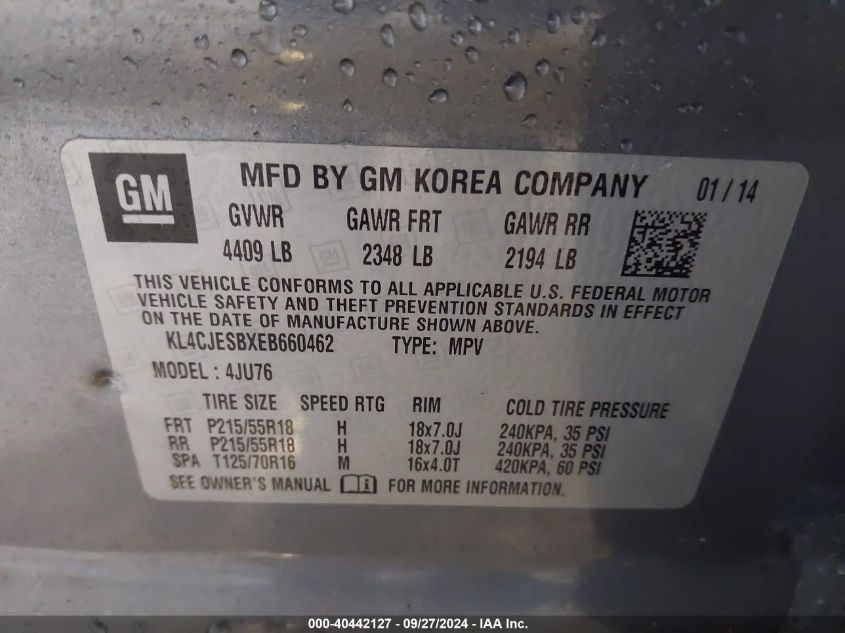 GM
MFD BY GM KOREA COMPANY 01/14
GVWR GAWR FRT GAWR RR
4409 LB 2348 LB 2194 LB
THIS VEHICLE CONFORMS TO ALL APPLICABLE U.S. FEDERAL MOTOR
VEHICLE SAFETY AND THEFT PREVENTION STANDARDS IN EFFECT
ON THE DATE OF MANUFACTURE SHOWN ABOVE.
KL4CJESBXEB660462 TYPE: MPV
MODEL : 4JU76
TIRE SIZE SPEED RTG RIM COLD TIRE PRESSURE
FRT P215/55R18 H 18x7.0J 240KPA, 35 PSI
RR P215/55R18 H 18x7.0J 240KPA, 35 PSI
SPA T125/70R16 M 16x4.0T 420KPA, 60 PSI
SEE OWNER'S MANUAL i FOR MORE INFORMATION.
000-40442127 - 09/27/2024 - IAA Inc.